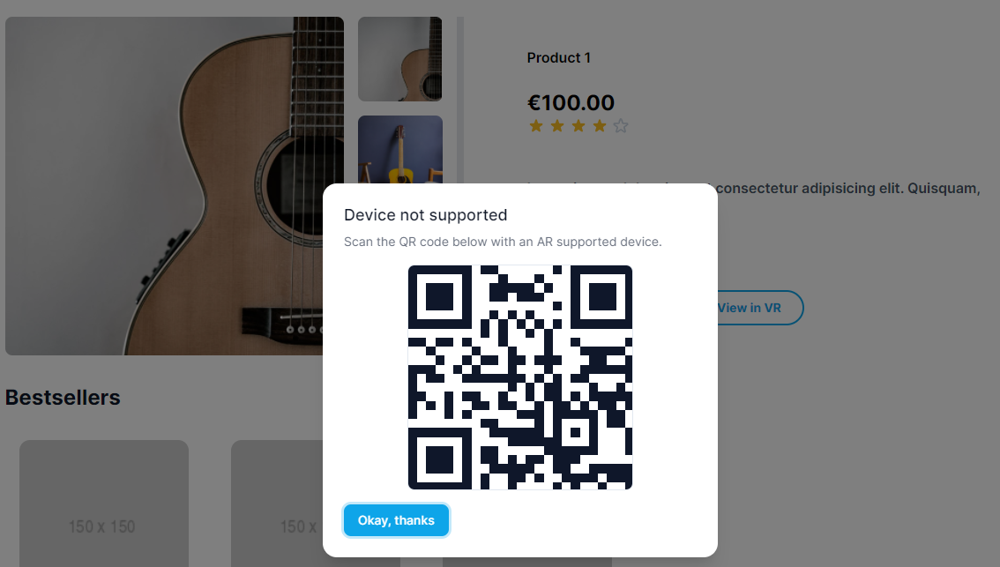 Product 1
€100.00
consectetur adipisicing elit. Quisquam,
Device not supported
Scan the QR code below with an AR supported device.
View in VR
Bestsellers
150 x 150
150 x
Okay, thanks